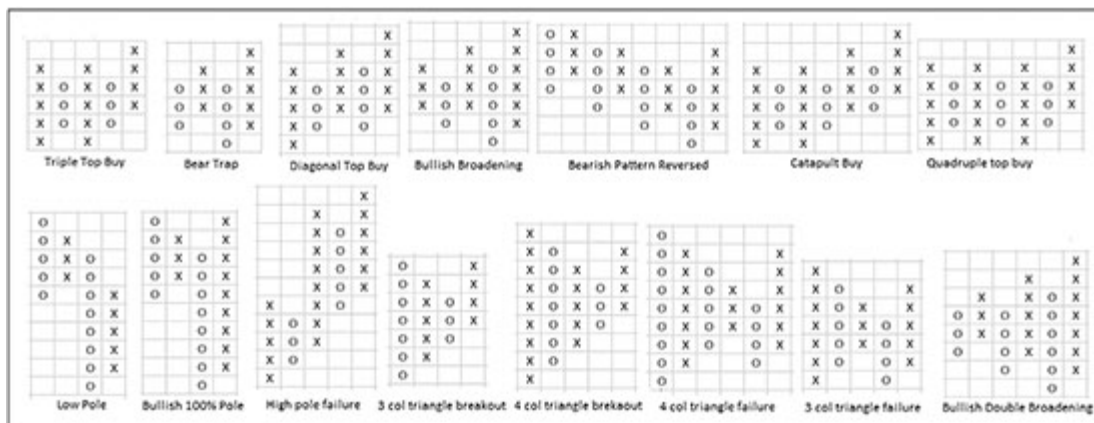 Triple Top Buy
Bear Trap
Diagonal Top Buy
Bullish Broadening
Bearish Pattern Reversed
Catapult Buy
Quadruple top buy
Low Pole
Bullish 100% Pole
High pole failure
3 col triangle breakout
4 col triangle brekaout
4 col triangle failure
3 col triangle failure
Bullish Double Broadening